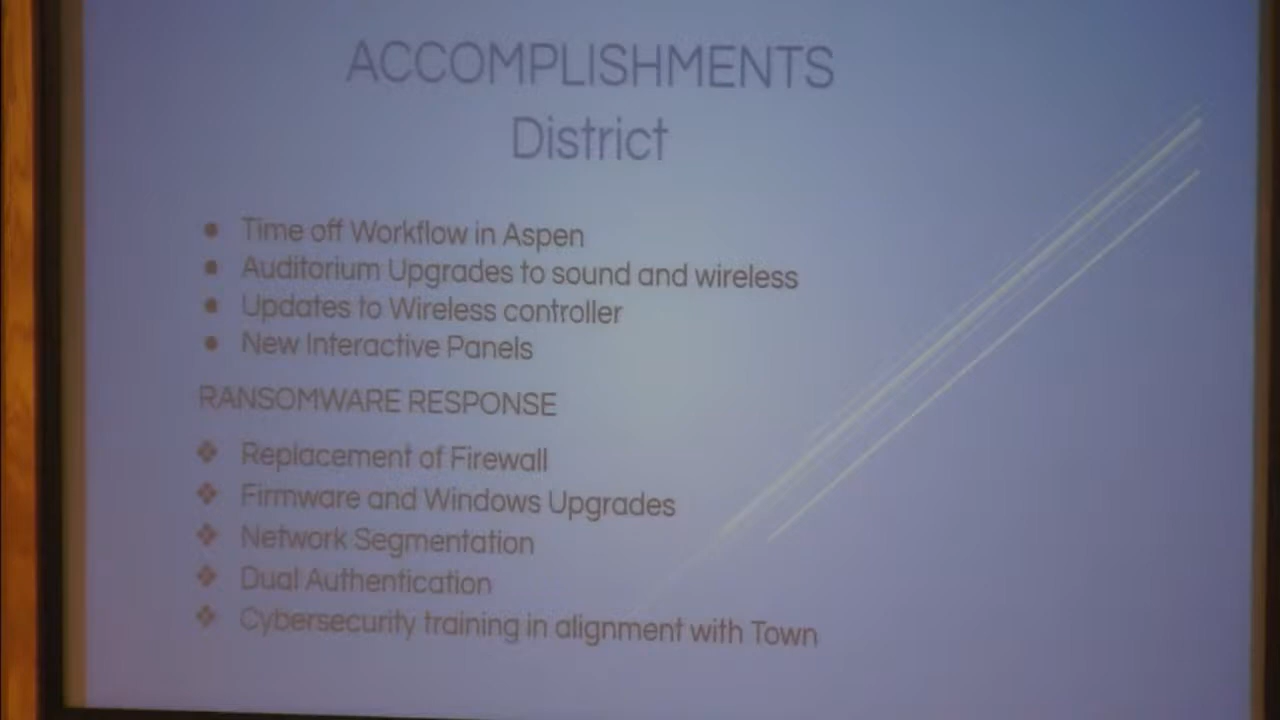 ACCOMPLISHMENTS
District
Time off Workflow in Aspen
Auditorium Upgrades to sound and wireless
Updates to Wireless controller
New Interactive Panels
RANSOMWARE RESPONSE
Replacement of Firewall
Firmware and Windows Upgrades
Network Segmentation
Dual Authentication
Cybersecurity training in alignment with Town